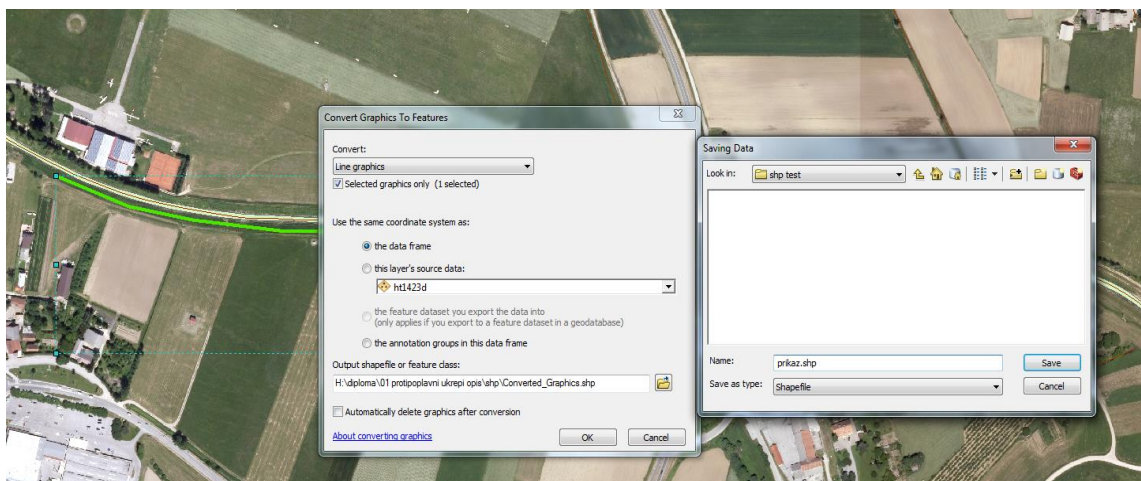 Convert Graphics To Features
Convert:
Line graphics
Selected graphics only (1 selected)
Use the same coordinate system as:
the data frame
this layer's source data:
ht1423d
the feature dataset you export the data into
(only applies if you export to a feature dataset in a geodatabase)
the annotation groups in this data frame
Output shapefile or feature class:
H:\diploma\01 protipoplavni ukrepi opis\shp\Converted_Graphics.shp
Automatically delete graphics after conversion
About converting graphics
OK
Cancel
Saving Data
Look in:
shp test
Name:
prikaz.shp
Save
Save as type:
Shapefile
Cancel